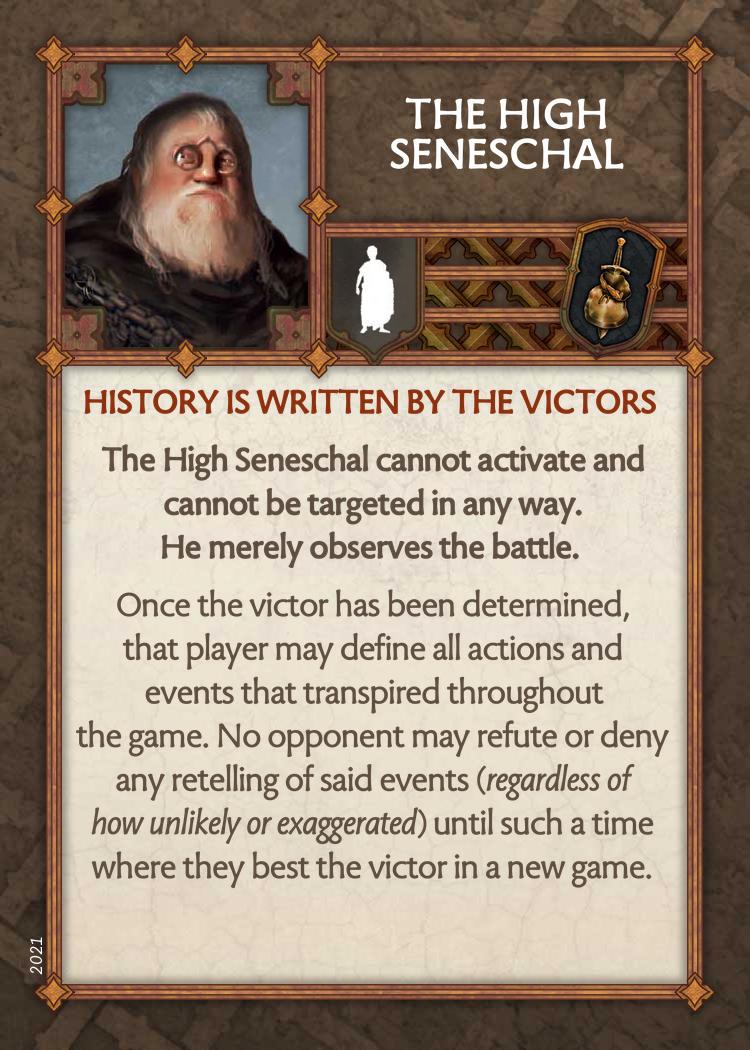 THE HIGH
SENESCHAL
HISTORY IS WRITTEN BY THE VICTORS
The High Seneschal cannot activate and
cannot be targeted in any way.
He merely observes the battle.
Once the victor has been determined,
that player may define all actions and
events that transpired throughout
the game. No opponent may refute or deny
any retelling of said events (regardless of
how unlikely or exaggerated) until such a time
where they best the victor in a new game.
2021